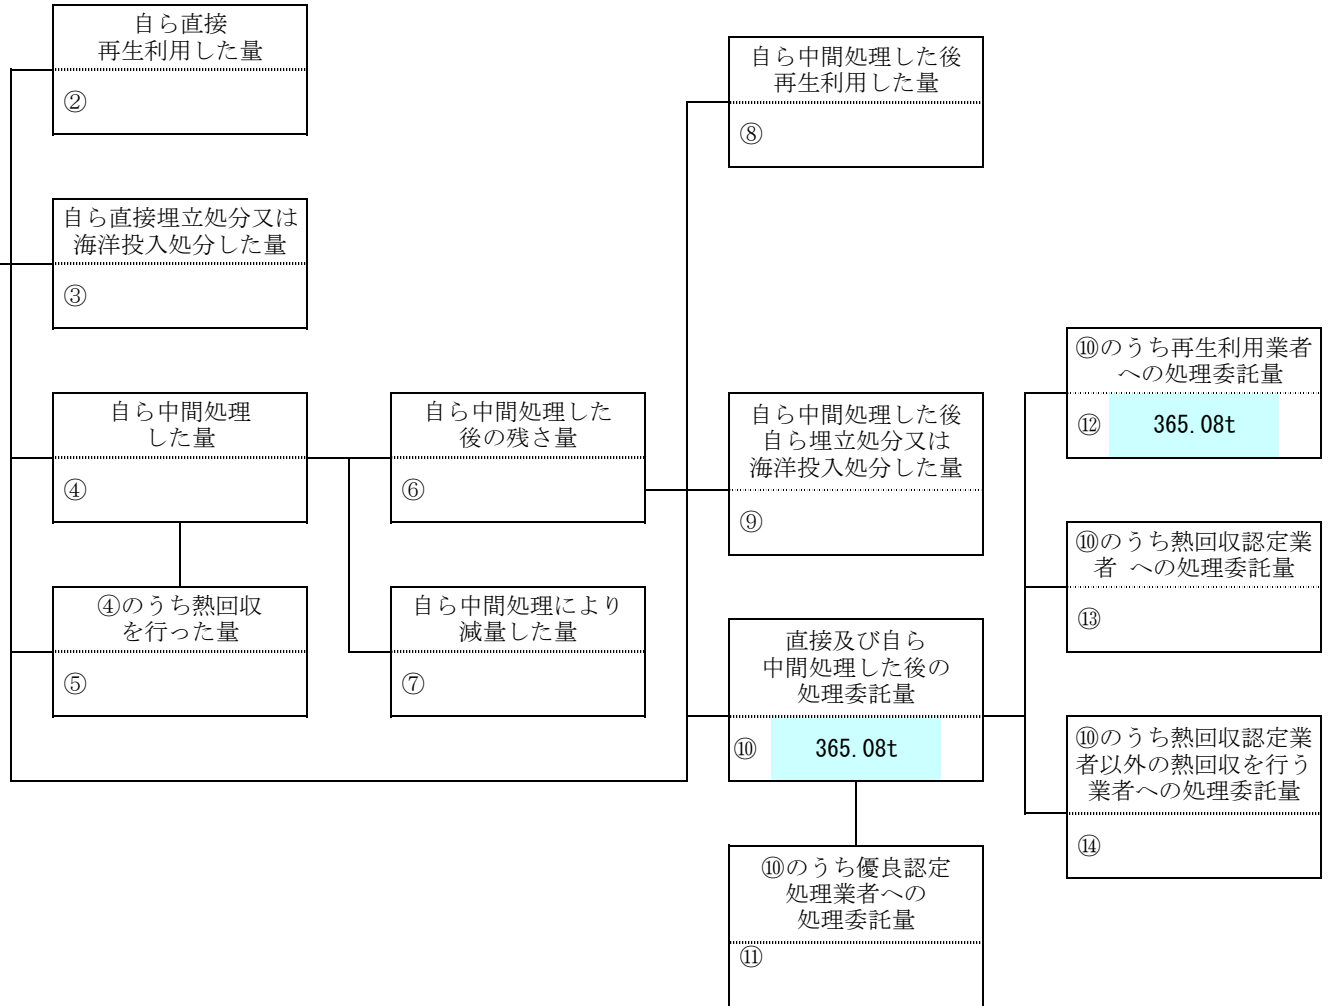 自ら直接
再生利用した量
②
自ら中間処理した後
再生利用した量
⑧
自ら直接埋立処分又は
海洋投入処分した量
③
⑩のうち再生利用業者
への処理委託量
⑫ 365.08t
自ら中間処理
した量
④
自ら中間処理した
後の残さ量
⑥
自ら中間処理した後
自ら埋立処分又は
海洋投入処分した量
⑨
⑩のうち熱回収認定業
者 への処理委託量
⑬
④のうち熱回収
を行った量
⑤
自ら中間処理により
減量した量
⑦
直接及び自ら
中間処理した後の
処理委託量
⑩ 365.08t
⑩のうち熱回収認定業
者以外の熱回収を行う
業者への処理委託量
⑭
⑩のうち優良認定
処理業者への
処理委託量
⑪